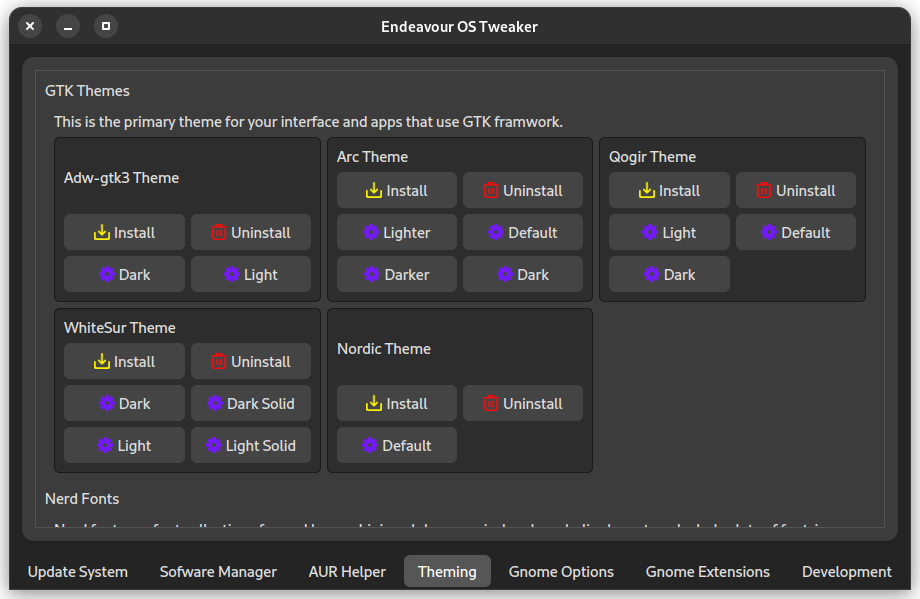 Endeavour OS Tweaker
GTK Themes
This is the primary theme for your interface and apps that use GTK framwork.
Adw-gtk3 Theme
Install
Uninstall
Dark
Light
Arc Theme
Install
Uninstall
Lighter
Default
Darker
Dark
Qogir Theme
Install
Uninstall
Light
Default
Dark
WhiteSur Theme
Install
Uninstall
Dark
Dark Solid
Light
Light Solid
Nordic Theme
Install
Uninstall
Default
Nerd Fonts
Update System
Sofware Manager
AUR Helper
Theming
Gnome Options
Gnome Extensions
Development